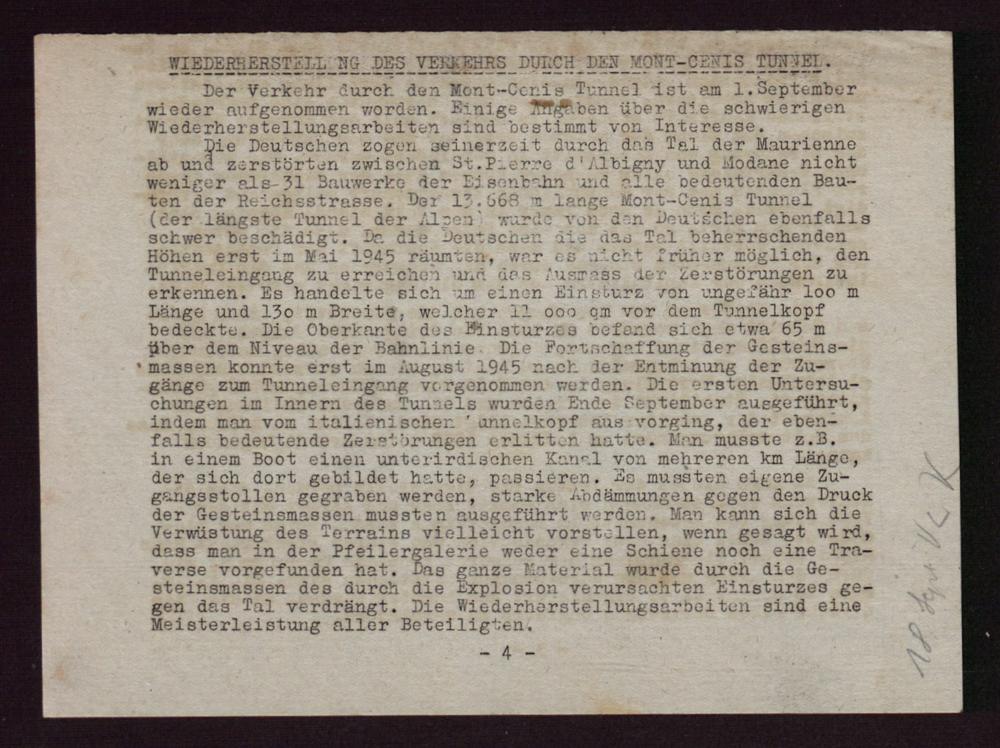 WIEDERHERSTELL NG DES VERKEHRS DURCH DEN MONT-CENIS TUNNEL.
Der Verkehr durch den Mont-Cenis Tunnel ist am 1.September
wieder aufgenommen worden. Einige Angaben über die schwierigen
Wiederherstellungsarbeiten sind bestimmt von Interesse.
Die Deutschen zogen seinerzeit durch das Tal der Maurienne
ab und zerstörten zwischen St.Pierre d'Albigny und Modane nicht
weniger als 31 Bauwerke der Eisenbahn und alle bedeutenden Bau-
ten der Reichsstrasse. Der 13.668 m lange Mont-Cenis Tunnel
(der längste Tunnel der Alpen) wurde von den Deutschen ebenfalls
schwer beschädigt. Da die Deutschen die das Tal beherrschenden
Höhen erst im Mai 1945 räumten, war es nicht früher möglich, den
Tunneleingang zu erreichen und das Ausmass der Zerstörungen zu
erkennen. Es handelte sich um einen Einsturz von ungefähr 100 m
Länge und 130 m Breite, welcher 11 000 qm vor dem Tunnelkopf
bedeckte. Die Oberkante des Einsturzes befand sich etwa 65 m
über dem Niveau der Bahnlinie. Die Fortschaffung der Gesteins-
massen konnte erst im August 1945 nach der Entminung der Zu-
gänge zum Tunneleingang vorgenommen werden. Die ersten Untersu-
chungen im Innern des Tunnels wurden Ende September ausgeführt,
indem man vom italienischen 'unnelkopf aus vorging, der eben-
falls bedeutende Zerstörungen erlitten hatte. Man musste z.B.
in einem Boot einen unterirdischen Kanal von mehreren km Länge,
der sich dort gebildet hatte, passieren. Es mussten eigene Zu-
gangsstollen gegraben werden, starke Abdämmungen gegen den Druck
der Gesteinsmassen mussten ausgeführt werden. Man kann sich die
Verwüstung des Terrains vielleicht vorstellen, wenn gesagt wird,
dass man in der Pfeilergalerie weder eine Schiene noch eine Tra-
verse vorgefunden hat. Das ganze Material wurde durch die Ge-
steinsmassen des durch die Explosion verursachten Einsturzes ge-
gen das Tal verdrängt. Die Wiederherstellungsarbeiten sind eine
Meisterleistung aller Beteiligten.
- 4 -
18